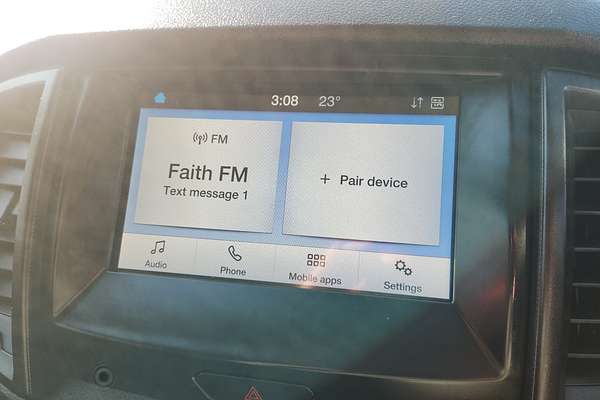 3:08 23°
FM
Faith FM
Text message 1
+ Pair device
Audio
Phone
Mobile apps
Settings